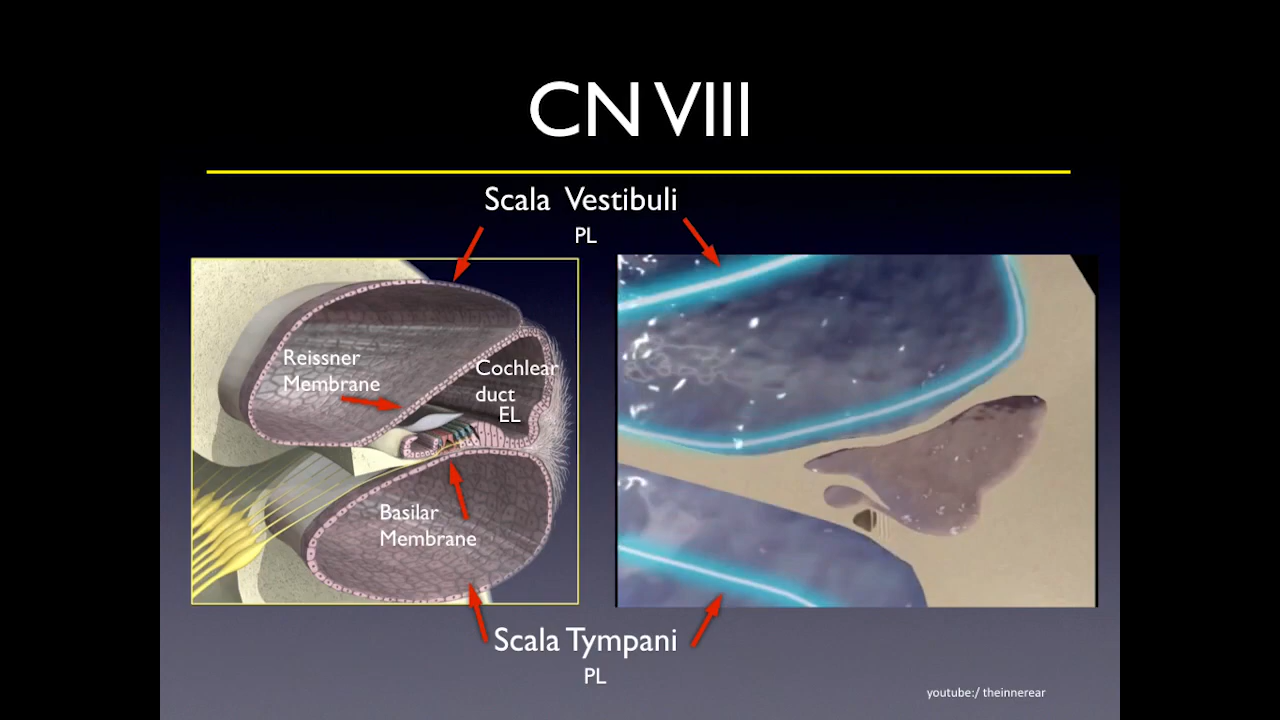 CN VIII
Scala Vestibuli
PL
Reissner
Membrane
Cochlear
duct
EL
Basilar
Membrane
Scala Tympani
PL
youtube:/ theinnerear